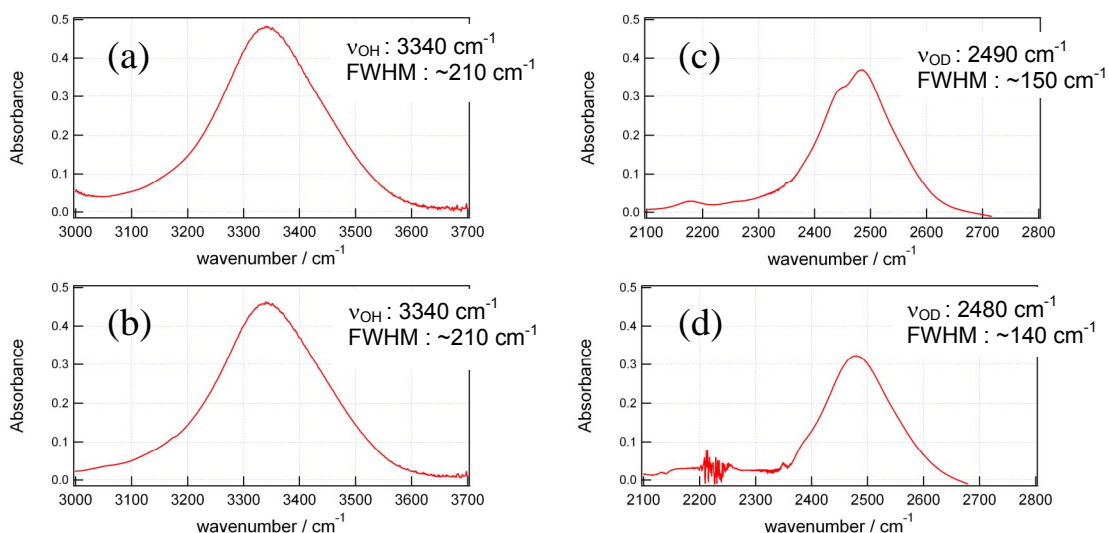 (a)
νOH : 3340 cm-1
FWHM : ~210 cm-1
Absorbance
0.5
0.4
0.3
0.2
0.1
0.0
3000 3100 3200 3300 3400 3500 3600 3700
wavenumber / cm-1
(c)
νOD : 2490 cm-1
FWHM : ~150 cm-1
Absorbance
0.5
0.4
0.3
0.2
0.1
0.0
2100 2200 2300 2400 2500 2600 2700 2800
wavenumber / cm-1
(b)
νOH : 3340 cm-1
FWHM : ~210 cm-1
Absorbance
0.5
0.4
0.3
0.2
0.1
0.0
3000 3100 3200 3300 3400 3500 3600 3700
wavenumber / cm-1
(d)
νOD : 2480 cm-1
FWHM : ~140 cm-1
Absorbance
0.5
0.4
0.3
0.2
0.1
0.0
2100 2200 2300 2400 2500 2600 2700 2800
wavenumber / cm-1